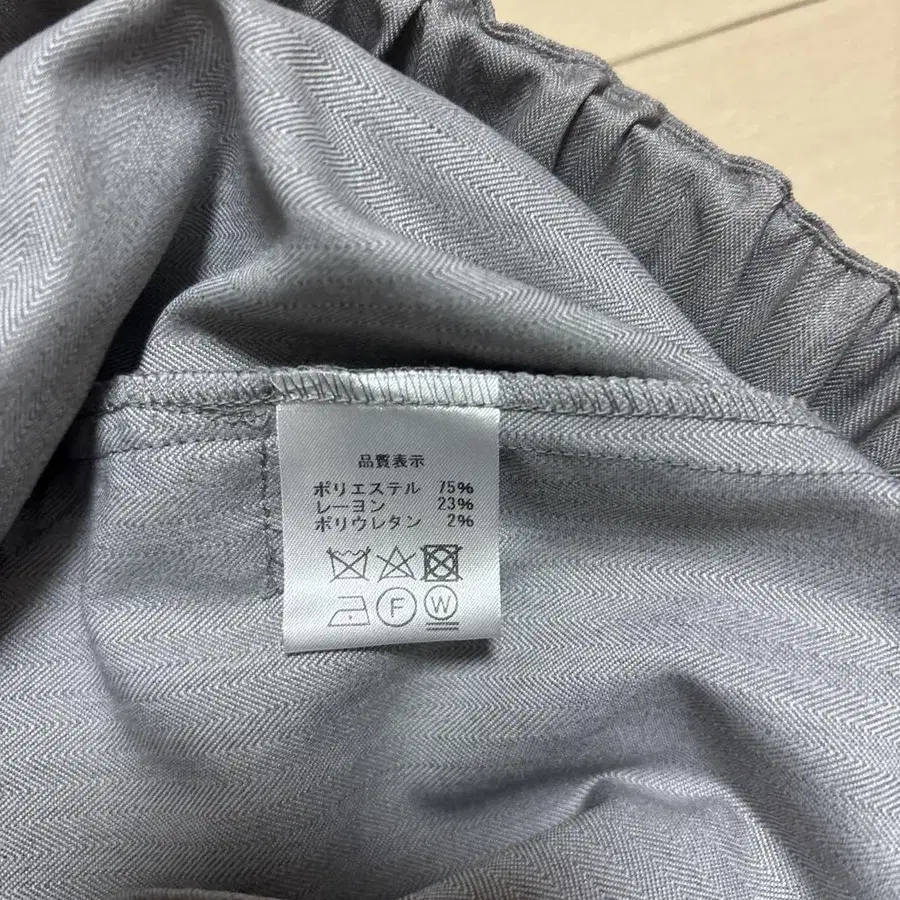 品質表示
ポリエステル 75%
レーヨン 23%
ポリウレタン 2%
F W